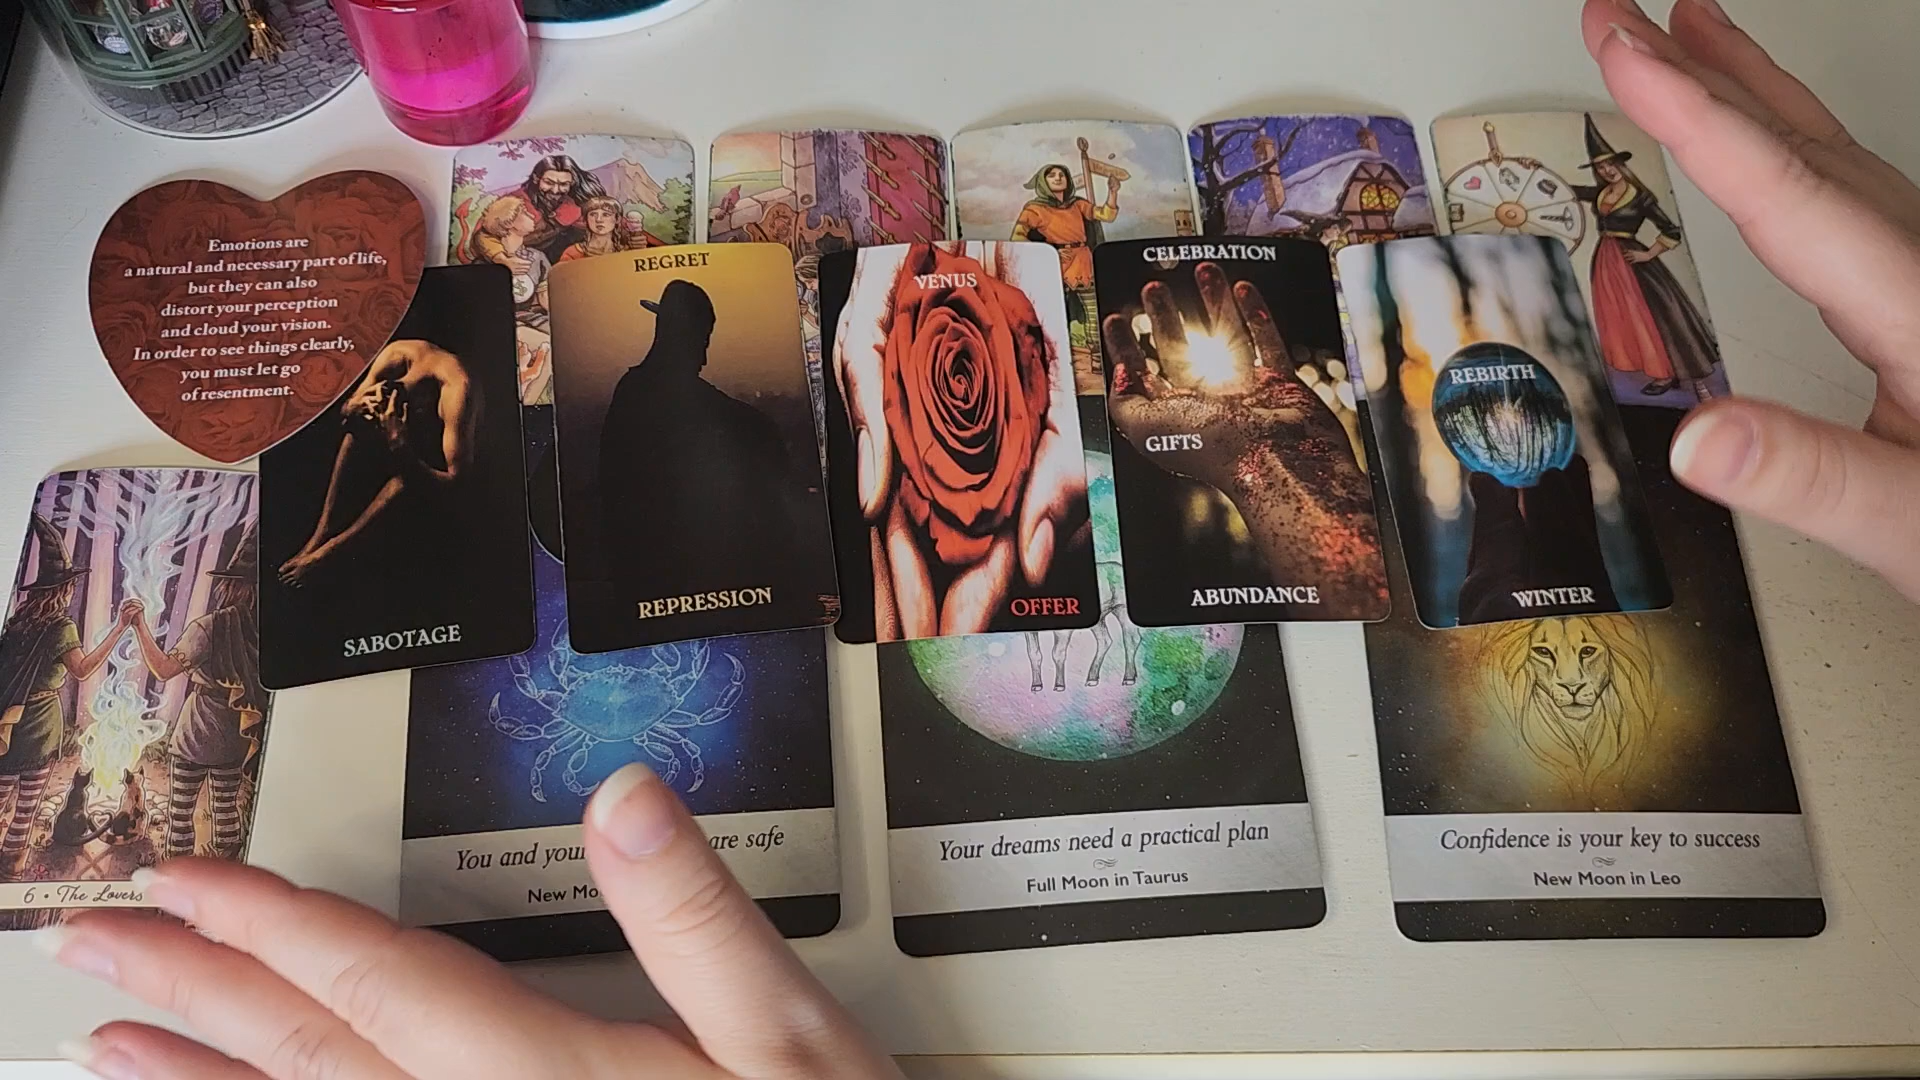 Emotions are
a natural and necessary part of life,
but they can also
distort your perception
and cloud your vision.
In order to see things clearly,
you must let go
of resentment.
SABOTAGE
REGRET
REPRESSION
VENUS
OFFER
CELEBRATION
GIFTS
ABUNDANCE
REBIRTH
WINTER
6 • The Lovers
You and your are safe
New
Your dreams need a practical plan
Full Moon in Taurus
Confidence is your key to success
New Moon in Leo